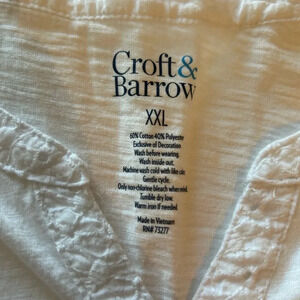 Croft&
Barrow
XXL
60% Cotton 40% Polyester
Exclusive of Decoration
Wash before wearing.
Wash inside out.
Machine wash cold with like colors
Gentle cycle.
Only non-chlorine bleach when needed.
Tumble dry low.
Warm iron if needed.
Made in Vietnam
RN# 73277